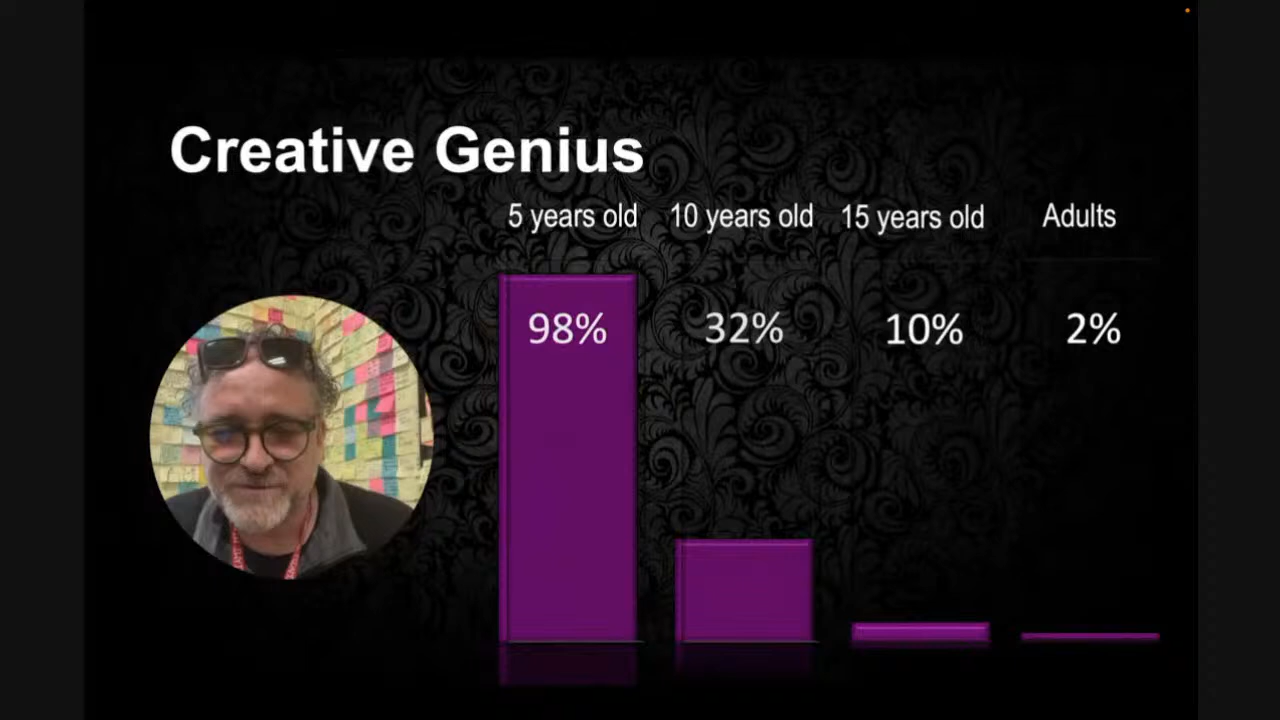 Creative Genius
5 years old 10 years old 15 years old Adults
98% 32% 10% 2%